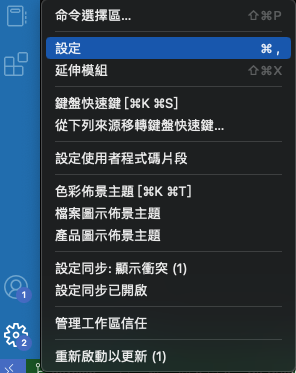 命令選擇區... ⇧⌘P
設定 ⌘ ,
延伸模組 ⇧⌘X
鍵盤快速鍵 [⌘K ⌘S]
從下列來源移轉鍵盤快速鍵...
設定使用者程式碼片段
色彩佈景主題 [⌘K ⌘T]
檔案圖示佈景主題
產品圖示佈景主題
設定同步: 顯示衝突 (1)
設定同步已開啟
1
管理工作區信任
2
重新啟動以更新 (1)